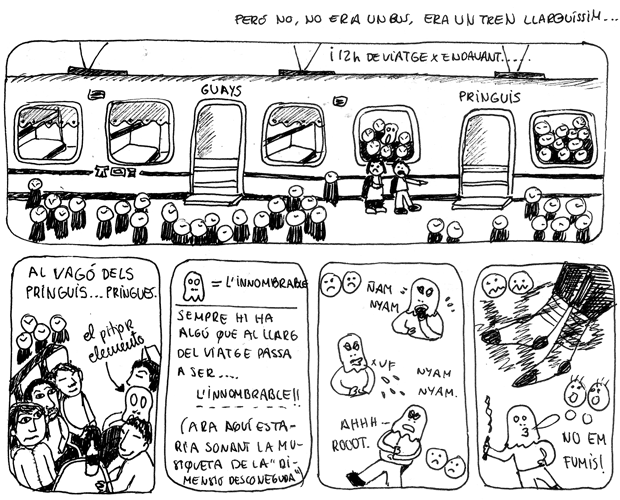 PERÒ NO, NO ERA UN BUS, ERA UN TREN LLARGUÍSSIM...
i 12h DE VIATGE x ENDAVANT.....
GUAYS
PRINGUIS
AL VAGÓ DELS
PRINGUIS... PRINGUES.
el pitjor
elemento
= L'INNOMBRABLE
SEMPRE HI HA
ALGÚ QUE AL LLARG
DEL VIATGE PASSA
A SER....
L'INNOMBRABLE!!
(ARA AQUÍ ESTA-
RIA SONANT LA MU-
SIQUETA DE LA "DI-
MENSIO DESCONEGUDA")
ÑAM
NYAM
XUF
NYAM
NYAM.
AHHH--
ROOOT.
NO EM
FUMIS!